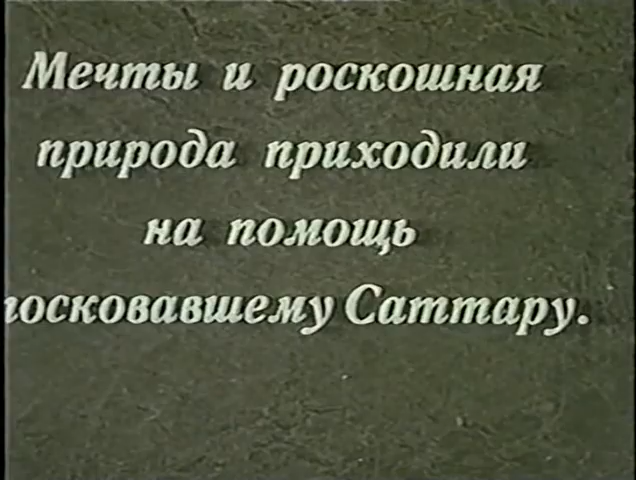 Мечты и роскошная
природа приходили
на помощь
тосковавшему Саттару.